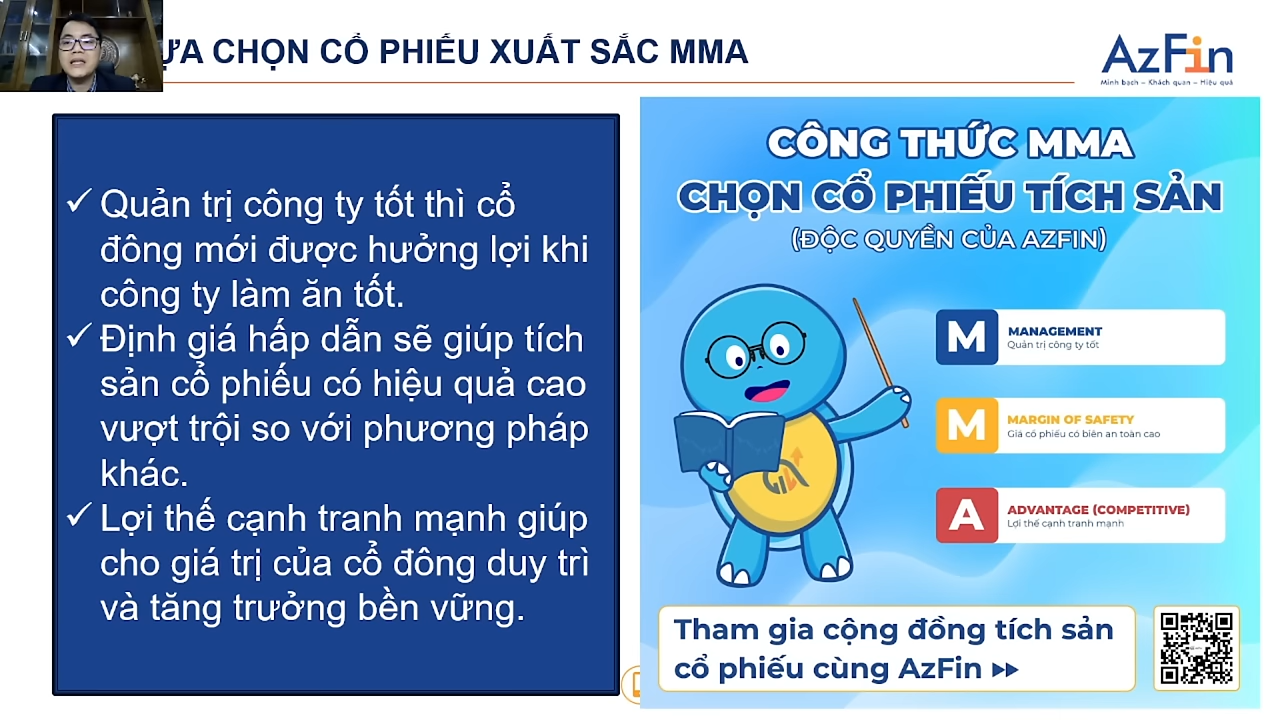 ỰA CHỌN CỔ PHIẾU XUẤT SẮC MMA
AzFin
Minh bạch – Khách quan – Hiệu quả
✓ Quản trị công ty tốt thì cổ
đông mới được hưởng lợi khi
công ty làm ăn tốt.
✓ Định giá hấp dẫn sẽ giúp tích
sản cổ phiếu có hiệu quả cao
vượt trội so với phương pháp
khác.
✓ Lợi thế cạnh tranh mạnh giúp
cho giá trị của cổ đông duy trì
và tăng trưởng bền vững.
CÔNG THỨC MMA
CHỌN CỔ PHIẾU TÍCH SẢN
(ĐỘC QUYỀN CỦA AZFIN)
M MANAGEMENT
Quản trị công ty tốt
M MARGIN OF SAFETY
Giá cổ phiếu có biên an toàn cao
A ADVANTAGE (COMPETITIVE)
Lợi thế cạnh tranh mạnh
Tham gia cộng đồng tích sản
cổ phiếu cùng AzFin